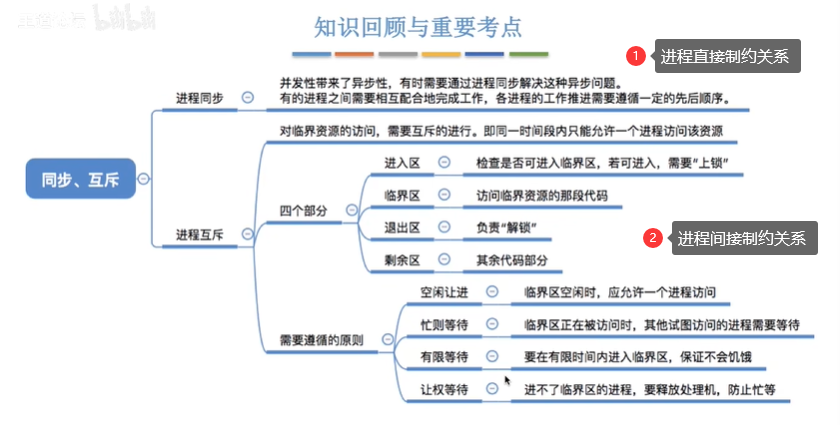 知识回顾与重要考点
1 进程直接制约关系
并发性带来了异步性，有时需要通过进程同步解决这种异步问题。
进程同步
有的进程之间需要相互配合地完成工作，各进程的工作推进需要遵循一定的先后顺序。
对临界资源的访问，需要互斥的进行。即同一时间段内只能允许一个进程访问该资源
同步、互斥
进程互斥
四个部分
进入区 检查是否可进入临界区，若可进入，需要“上锁”
临界区 访问临界资源的那段代码
退出区 负责“解锁”
剩余区 其余代码部分
2 进程间接制约关系
需要遵循的原则
空闲让进 临界区空闲时，应允许一个进程访问
忙则等待 临界区正在被访问时，其他试图访问的进程需要等待
有限等待 要在有限时间内进入临界区，保证不会饥饿
让权等待 进不了临界区的进程，要释放处理机，防止忙等